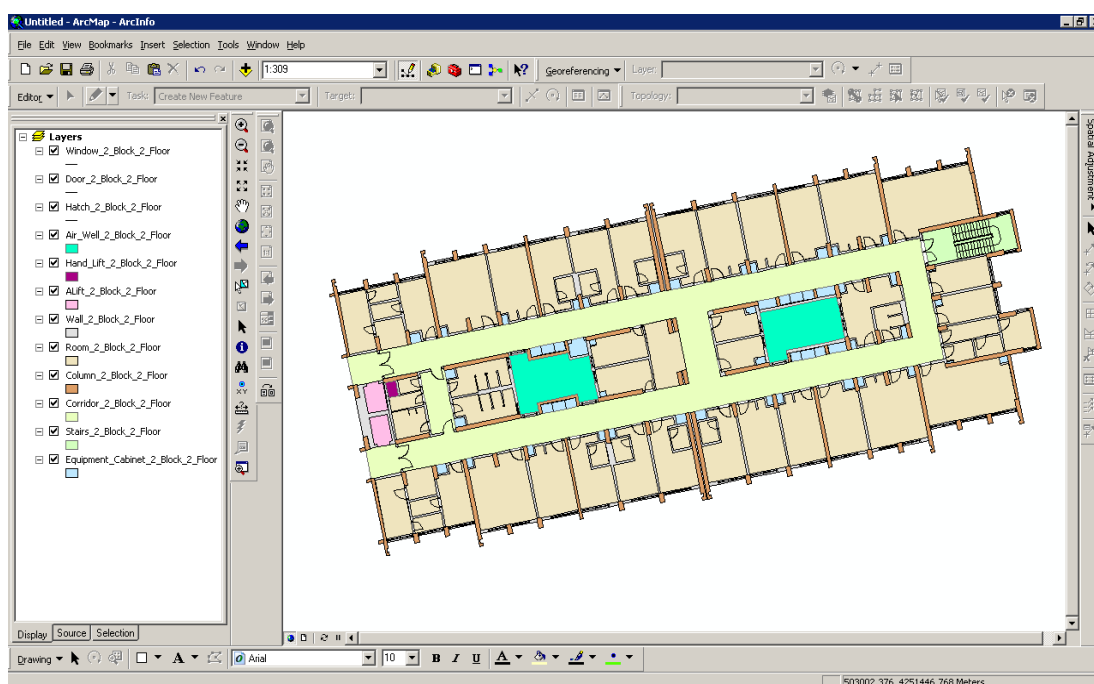 Untitled - ArcMap - ArcInfo
File Edit View Bookmarks Insert Selection Tools Window Help
1:309 Georeferencing Layer:
Editor Task: Create New Feature Target: Topology:
Layers
Window_2_Block_2_Floor
Door_2_Block_2_Floor
Hatch_2_Block_2_Floor
Air_Well_2_Block_2_Floor
Hand_Lift_2_Block_2_Floor
ALift_2_Block_2_Floor
Wall_2_Block_2_Floor
Room_2_Block_2_Floor
Column_2_Block_2_Floor
Corridor_2_Block_2_Floor
Stairs_2_Block_2_Floor
Equipment_Cabinet_2_Block_2_Floor
Spatial Adjustment
Display Source Selection
Drawing A Arial 10 B I U A
503002,376 4251446,768 Meters